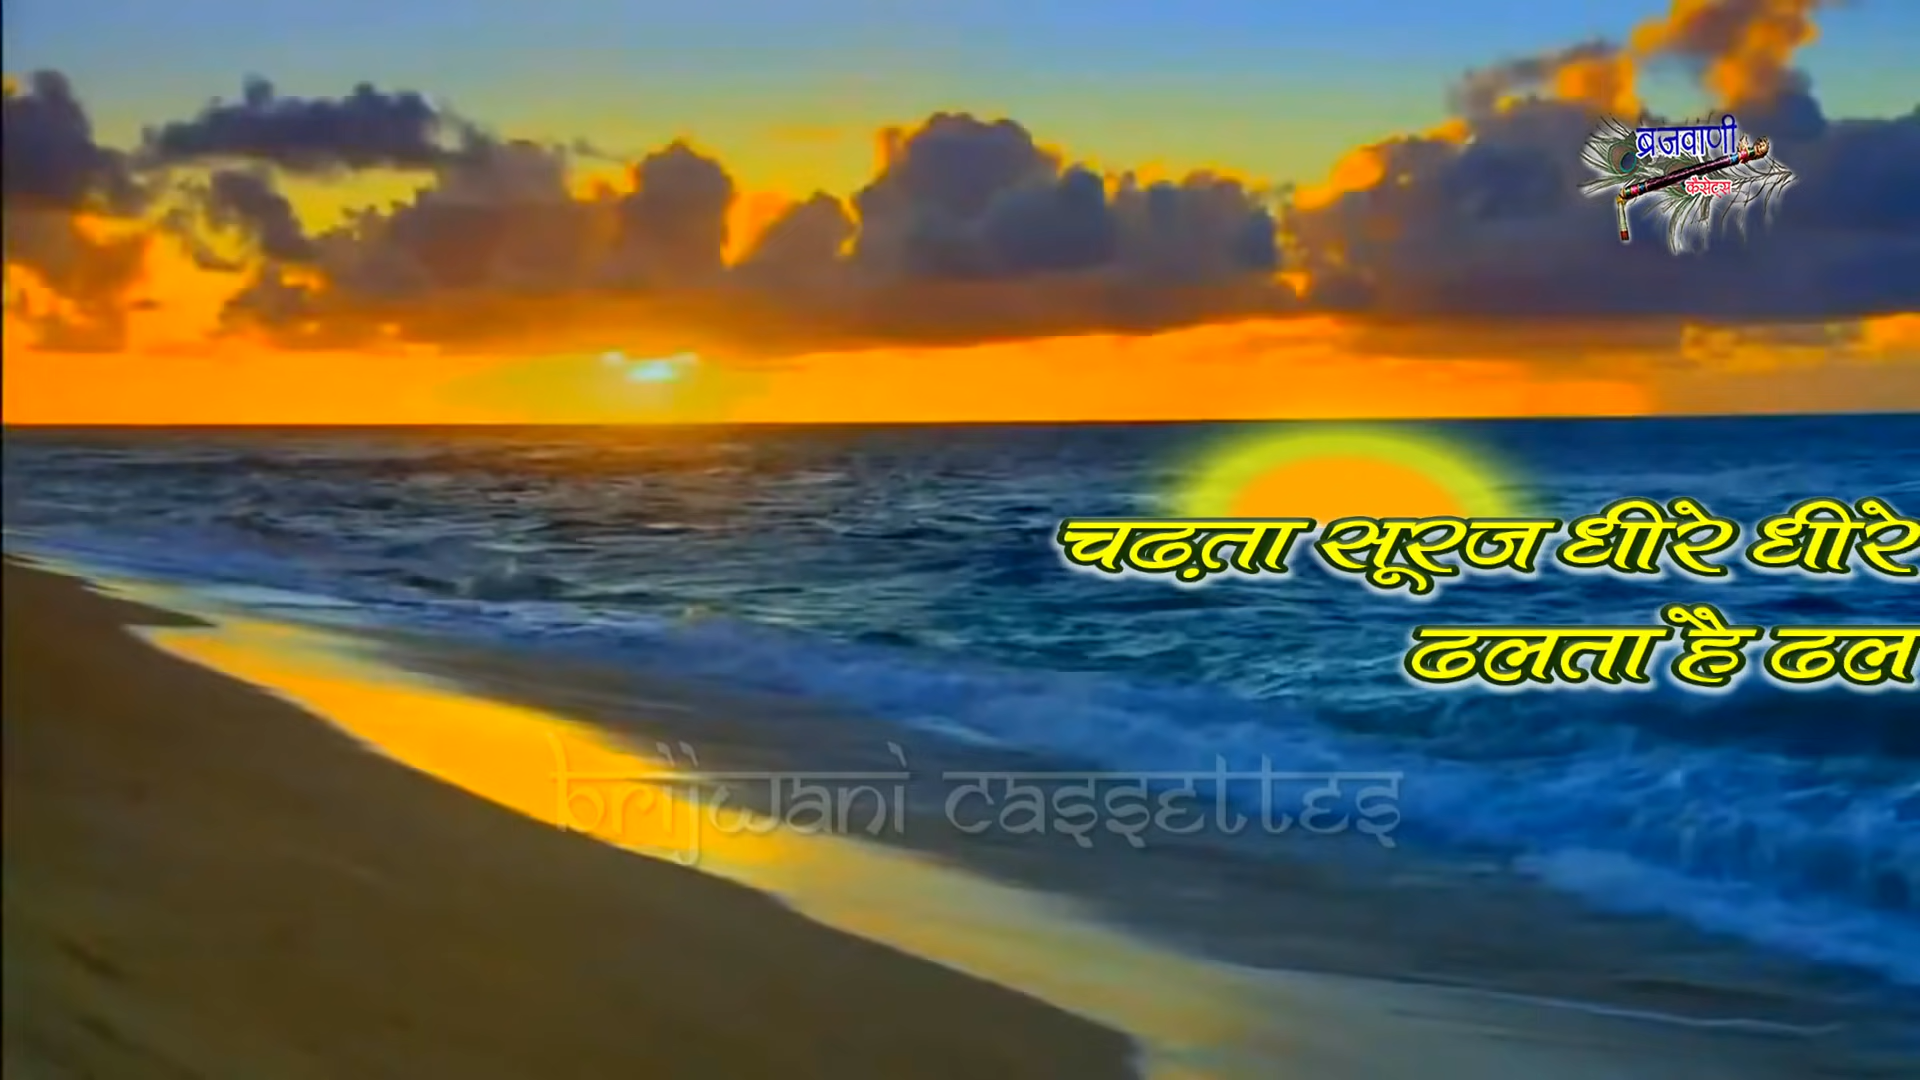 ब्रजवाणी
कैसेट्स
चढ़ता सूरज धीरे धीरे
ढलता है ढल
brijwani cassettes